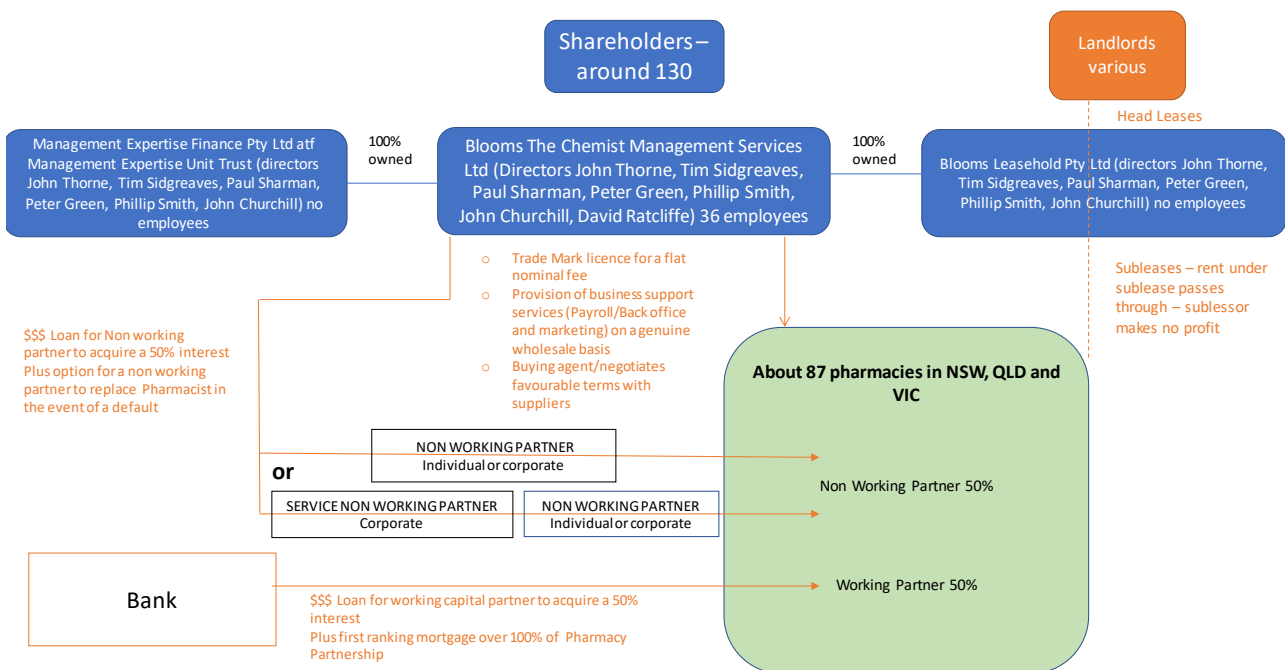 Shareholders –
around 130
Landlords
various
Head Leases
Management Expertise Finance Pty Ltd atf
Management Expertise Unit Trust (directors
John Thorne, Tim Sidgreaves, Paul Sharman,
Peter Green, Phillip Smith, John Churchill) no
employees
100%
owned
Blooms The Chemist Management Services
Ltd (Directors John Thorne, Tim Sidgreaves,
Paul Sharman, Peter Green, Phillip Smith,
John Churchill, David Ratcliffe) 36 employees
100%
owned
Blooms Leasehold Pty Ltd (directors John Thorne,
Tim Sidgreaves, Paul Sharman, Peter Green,
Phillip Smith, John Churchill) no employees
$$$ Loan for Non working
partner to acquire a 50% interest
Plus option for a non working
partner to replace Pharmacist in
the event of a default
o Trade Mark licence for a flat
nominal fee
o Provision of business support
services (Payroll/Back office
and marketing) on a genuine
wholesale basis
o Buying agent/negotiates
favourable terms with
suppliers
Subleases – rent under
sublease passes
through – sublessor
makes no profit
About 87 pharmacies in NSW, QLD and
VIC
NON WORKING PARTNER
Individual or corporate
or
SERVICE NON WORKING PARTNER
Corporate
NON WORKING PARTNER
Individual or corporate
Non Working Partner 50%
Bank
$$$ Loan for working capital partner to acquire a 50%
interest
Plus first ranking mortgage over 100% of Pharmacy
Partnership
Working Partner 50%